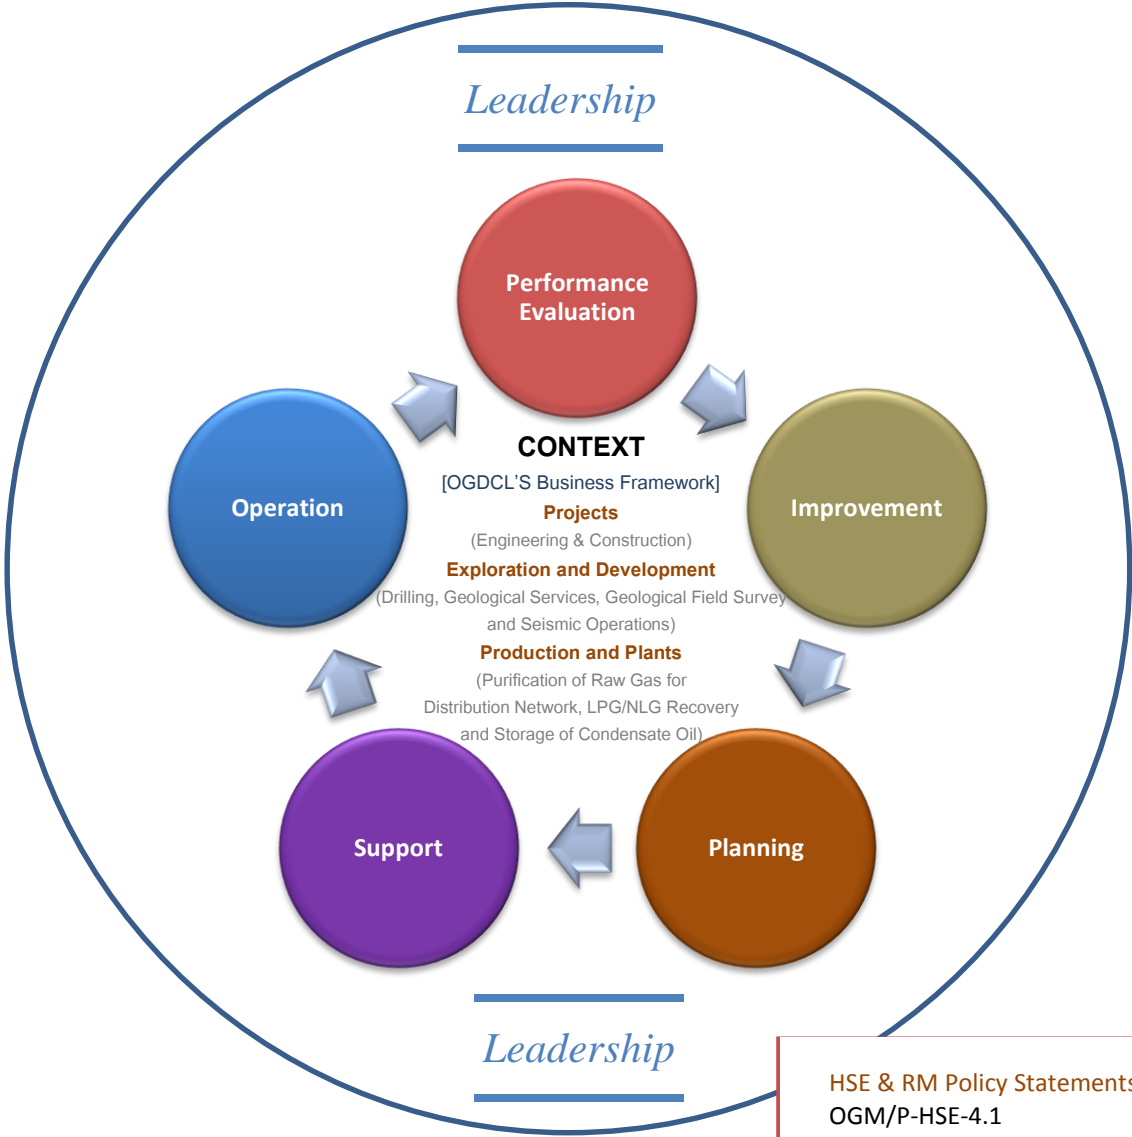 Leadership
Performance
Evaluation
CONTEXT
[OGDCL'S Business Framework]
Operation
Improvement
Projects
(Engineering & Construction)
Exploration and Development
(Drilling, Geological Services, Geological Field Survey
and Seismic Operations)
Production and Plants
(Purification of Raw Gas for
Distribution Network, LPG/NLG Recovery
and Storage of Condensate Oil)
Support
Planning
Leadership
HSE & RM Policy Statements
OGM/P-HSE-4.1